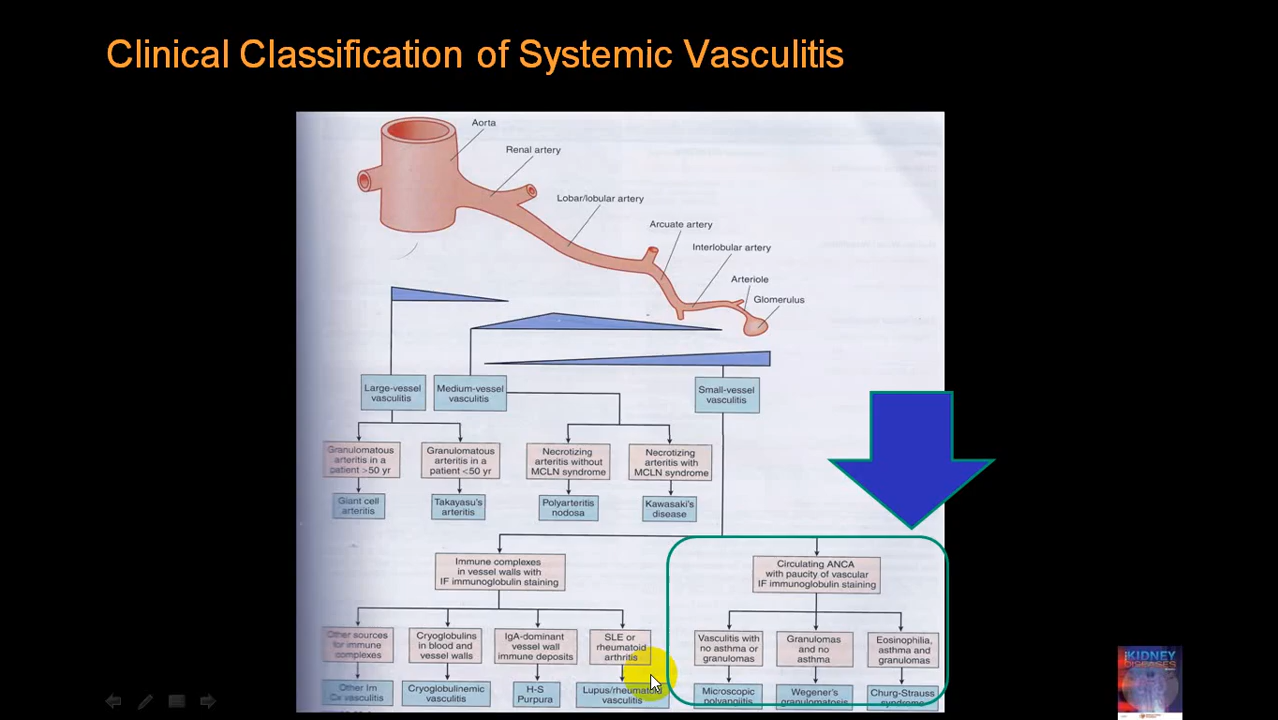 Clinical Classification of Systemic Vasculitis
Aorta
Renal artery
Lobar/lobular artery
Arcuate artery
Interlobular artery
Arteriole
Glomerulus
Large-vessel
vasculitis
Medium-vessel
vasculitis
Small-vessel
vasculitis
Granulomatous
arteritis in a
patient >50 yr
Granulomatous
arteritis in a
patient <50 yr
Necrotizing
arteritis without
MCLN syndrome
Necrotizing
arteritis with
MCLN syndrome
Giant cell
arteritis
Takayasu's
arteritis
Polyarteritis
nodosa
Kawasaki's
disease
Immune complexes
in vessel walls with
IF immunoglobulin staining
Circulating ANCA
with paucity of vascular
IF immunoglobulin staining
Other sources
for immune
complexes
Cryoglobulins
in blood and
vessel walls
IgA-dominant
vessel wall
immune deposits
SLE or
rheumatoid
arthritis
Vasculitis with
no asthma or
granulomas
Granulomas
and no
asthma
Eosinophilia,
asthma and
granulomas
Other Im
Cx vasculitis
Cryoglobulinemic
vasculitis
H-S
Purpura
Lupus/rheumatoid
vasculitis
Microscopic
polyangiitis
Wegener's
granulomatosis
Churg-Strauss
syndrome
KIDNEY